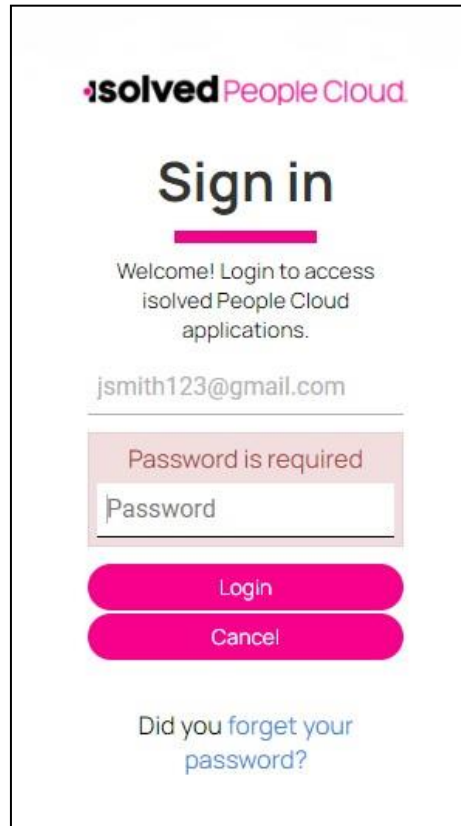 isolved People Cloud
Sign in
Welcome! Login to access
isolved People Cloud
applications.
jsmith123@gmail.com
Password is required
Password
Login
Cancel
Did you forget your
password?